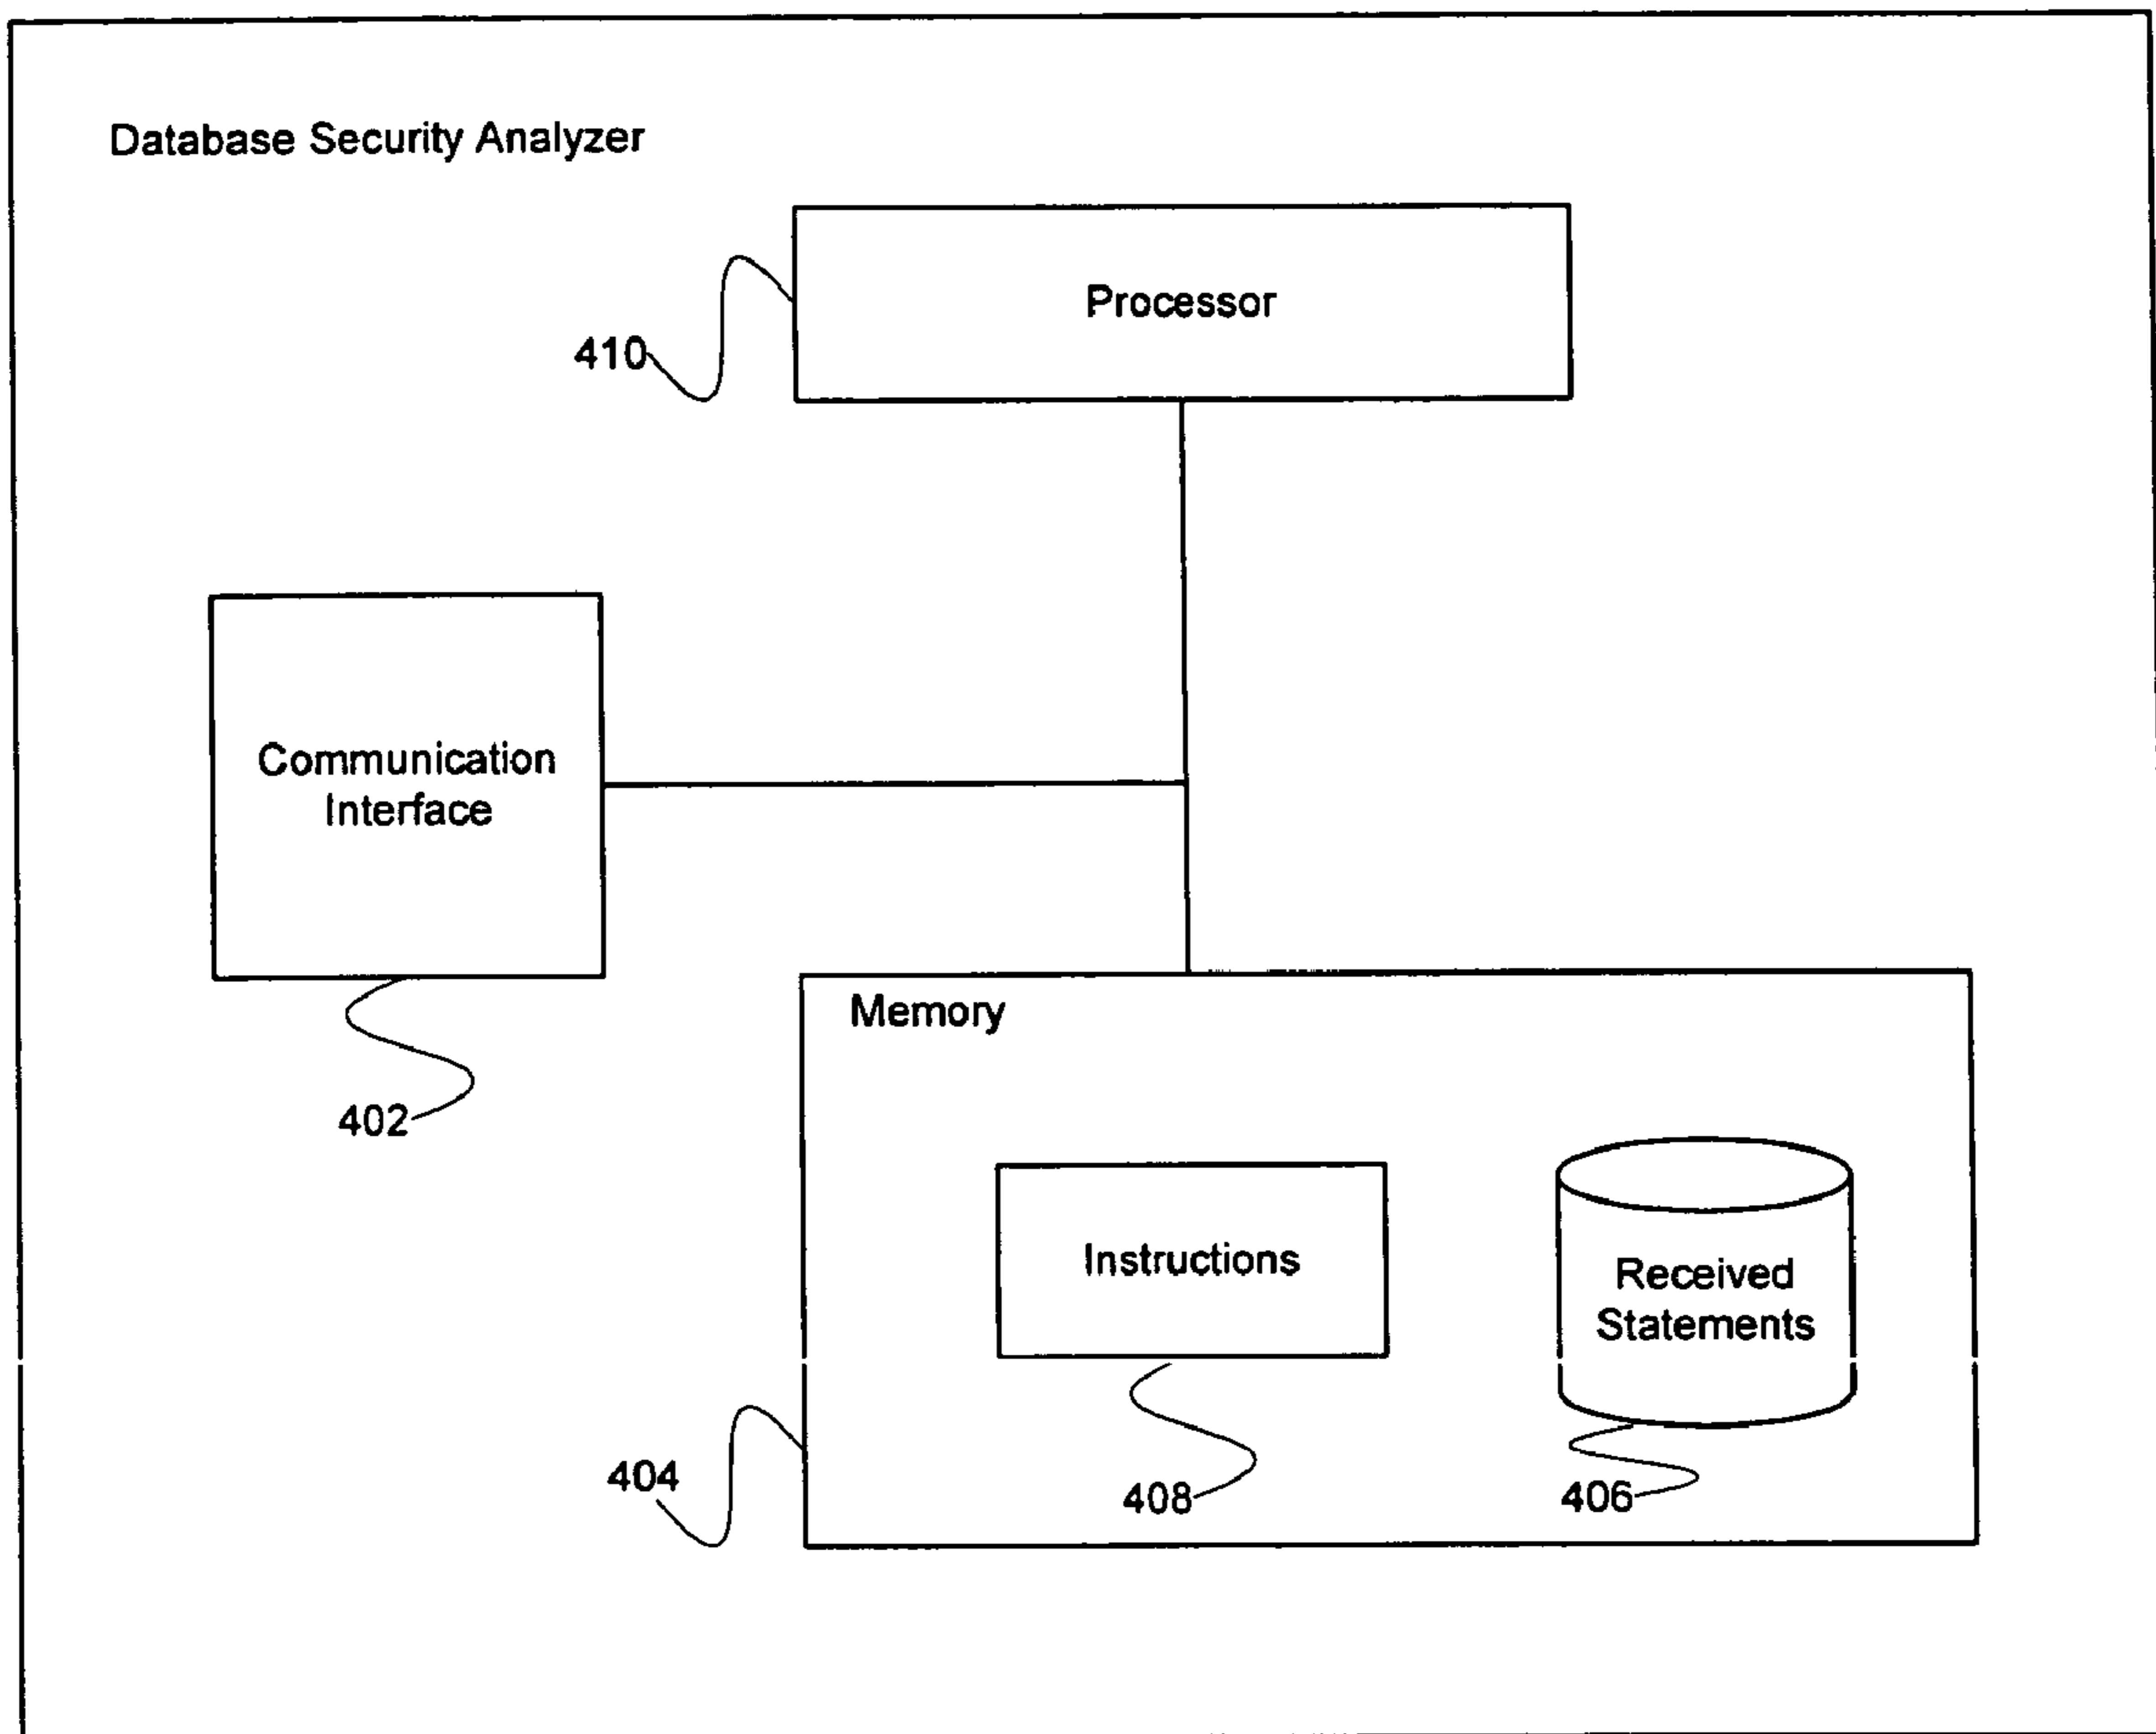 Database Security Analyzer
Processor
410
Communication
Interface
402
Memory
Instructions
Received
Statements
404
408
406